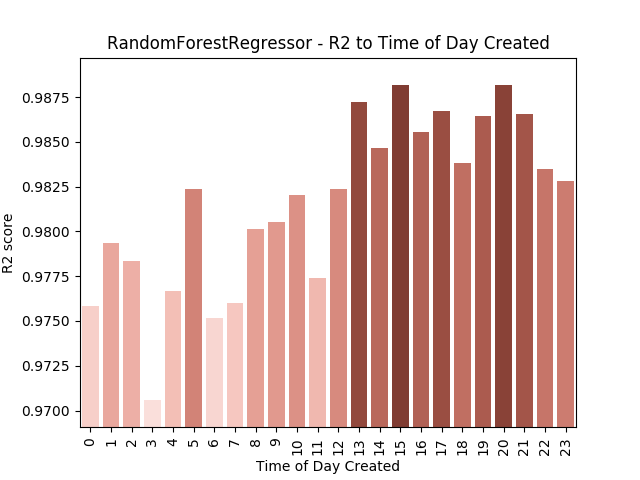 RandomForestRegressor - R2 to Time of Day Created
0.9875
0.9850
0.9825
0.9800
0.9775
0.9750
0.9725
0.9700
R2 score
0 1 2 3 4 5 6 7 8 9 10 11 12 13 14 15 16 17 18 19 20 21 22 23
Time of Day Created